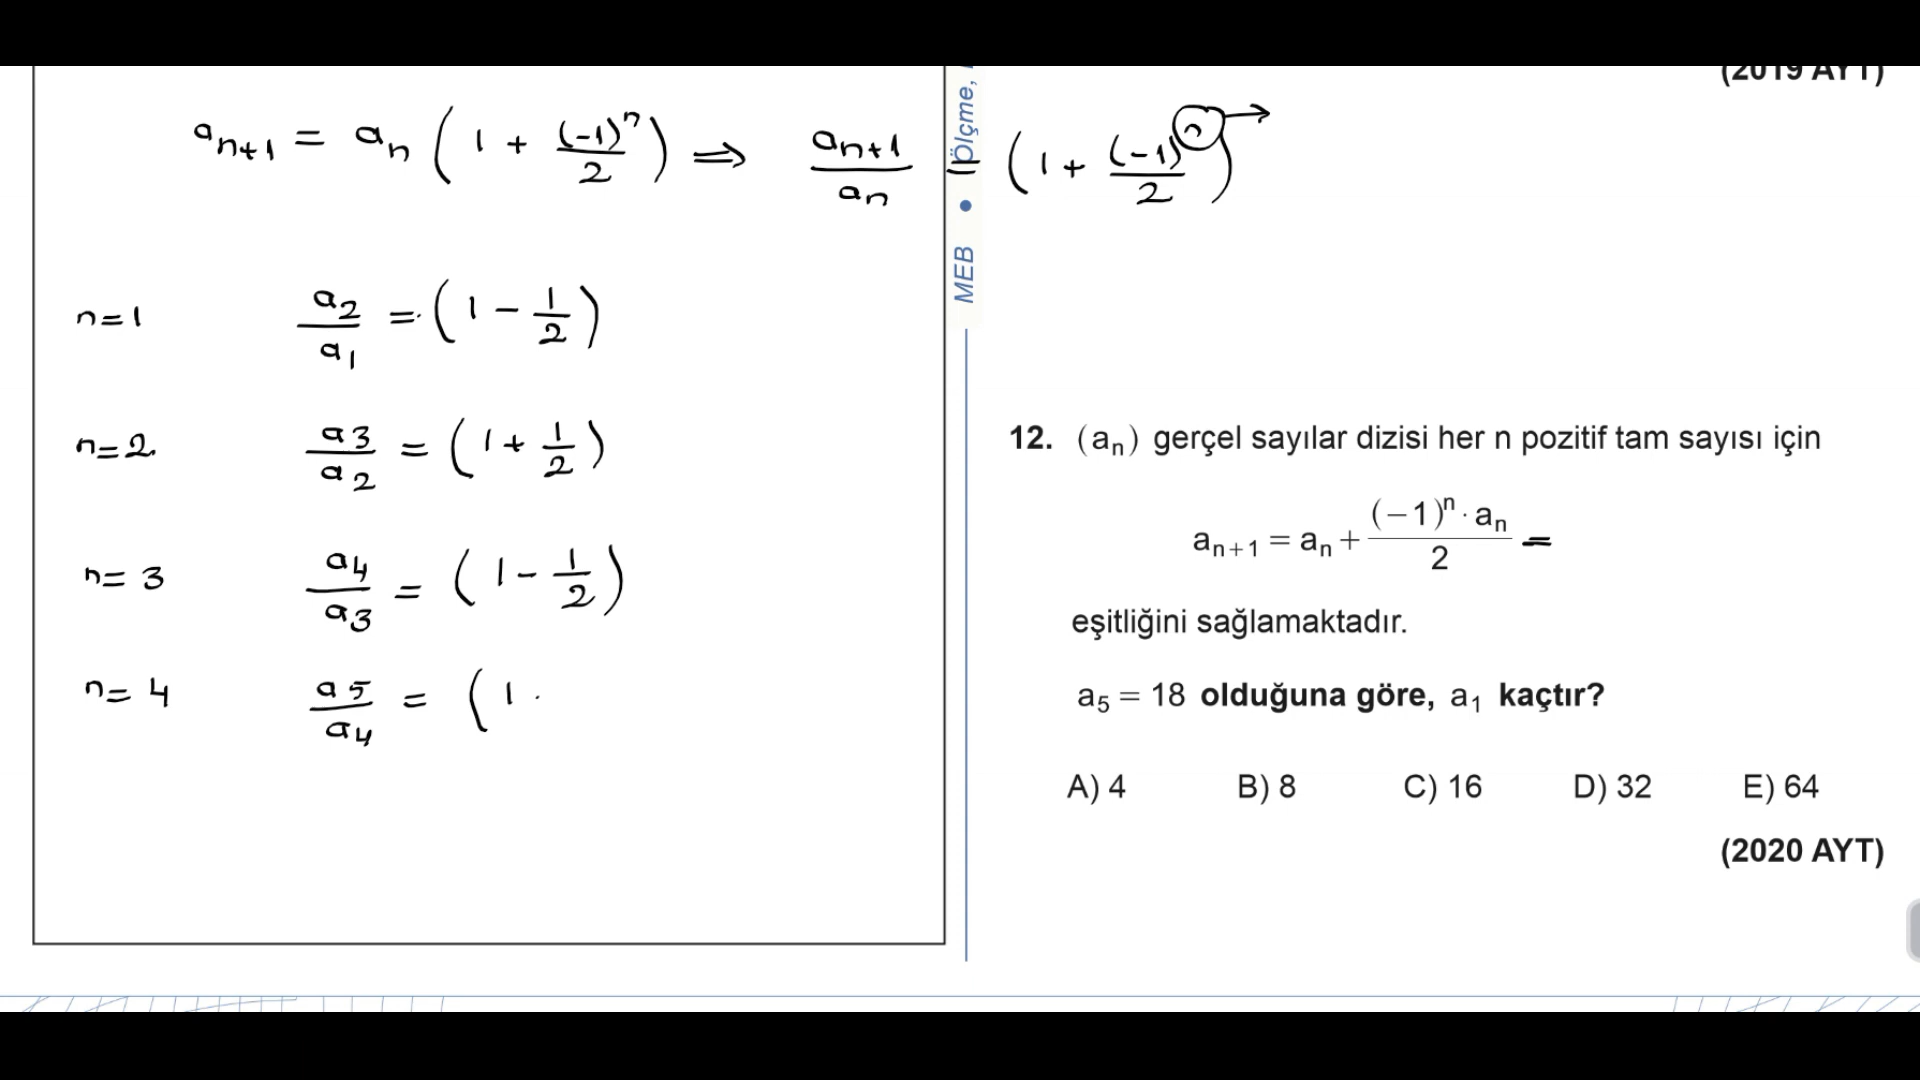 (2019 AYT)
a_{n+1} = a_n ( 1 + (-1)^n / 2 ) ⇒ a_{n+1} / a_n = ( 1 + (-1)^n / 2 ) →
n=1 a_2 / a_1 = ( 1 - 1/2 )
n=2 a_3 / a_2 = ( 1 + 1/2 )
n=3 a_4 / a_3 = ( 1 - 1/2 )
n=4 a_5 / a_4 = ( 1 ·
MEB • Ölçme,
12. (a_n) gerçel sayılar dizisi her n pozitif tam sayısı için
a_{n+1} = a_n + (-1)^n · a_n / 2 =
eşitliğini sağlamaktadır.
a_5 = 18 olduğuna göre, a_1 kaçtır?
A) 4 B) 8 C) 16 D) 32 E) 64
(2020 AYT)